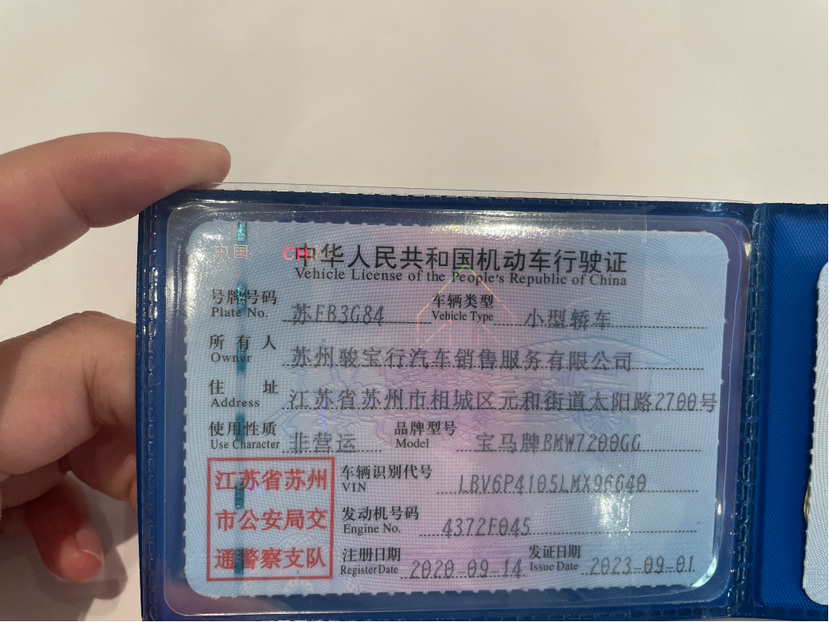 中国 CHI
中华人民共和国机动车行驶证
Vehicle License of the People's Republic of China
号牌号码 苏FB3G84 车辆类型 小型轿车
Plate No. Vehicle Type
所有人 苏州骏宝行汽车销售服务有限公司
Owner
住址 江苏省苏州市相城区元和街道太阳路2700号
Address
使用性质 非营运 品牌型号 宝马牌BMW7200GG
Use Character Model
江苏省苏州
市公安局交
通警察支队
车辆识别代号 LBV6P4105LMX96640
VIN
发动机号码 4372F045
Engine No.
注册日期 2020-09-14 发证日期 2023-09-01
Register Date Issue Date